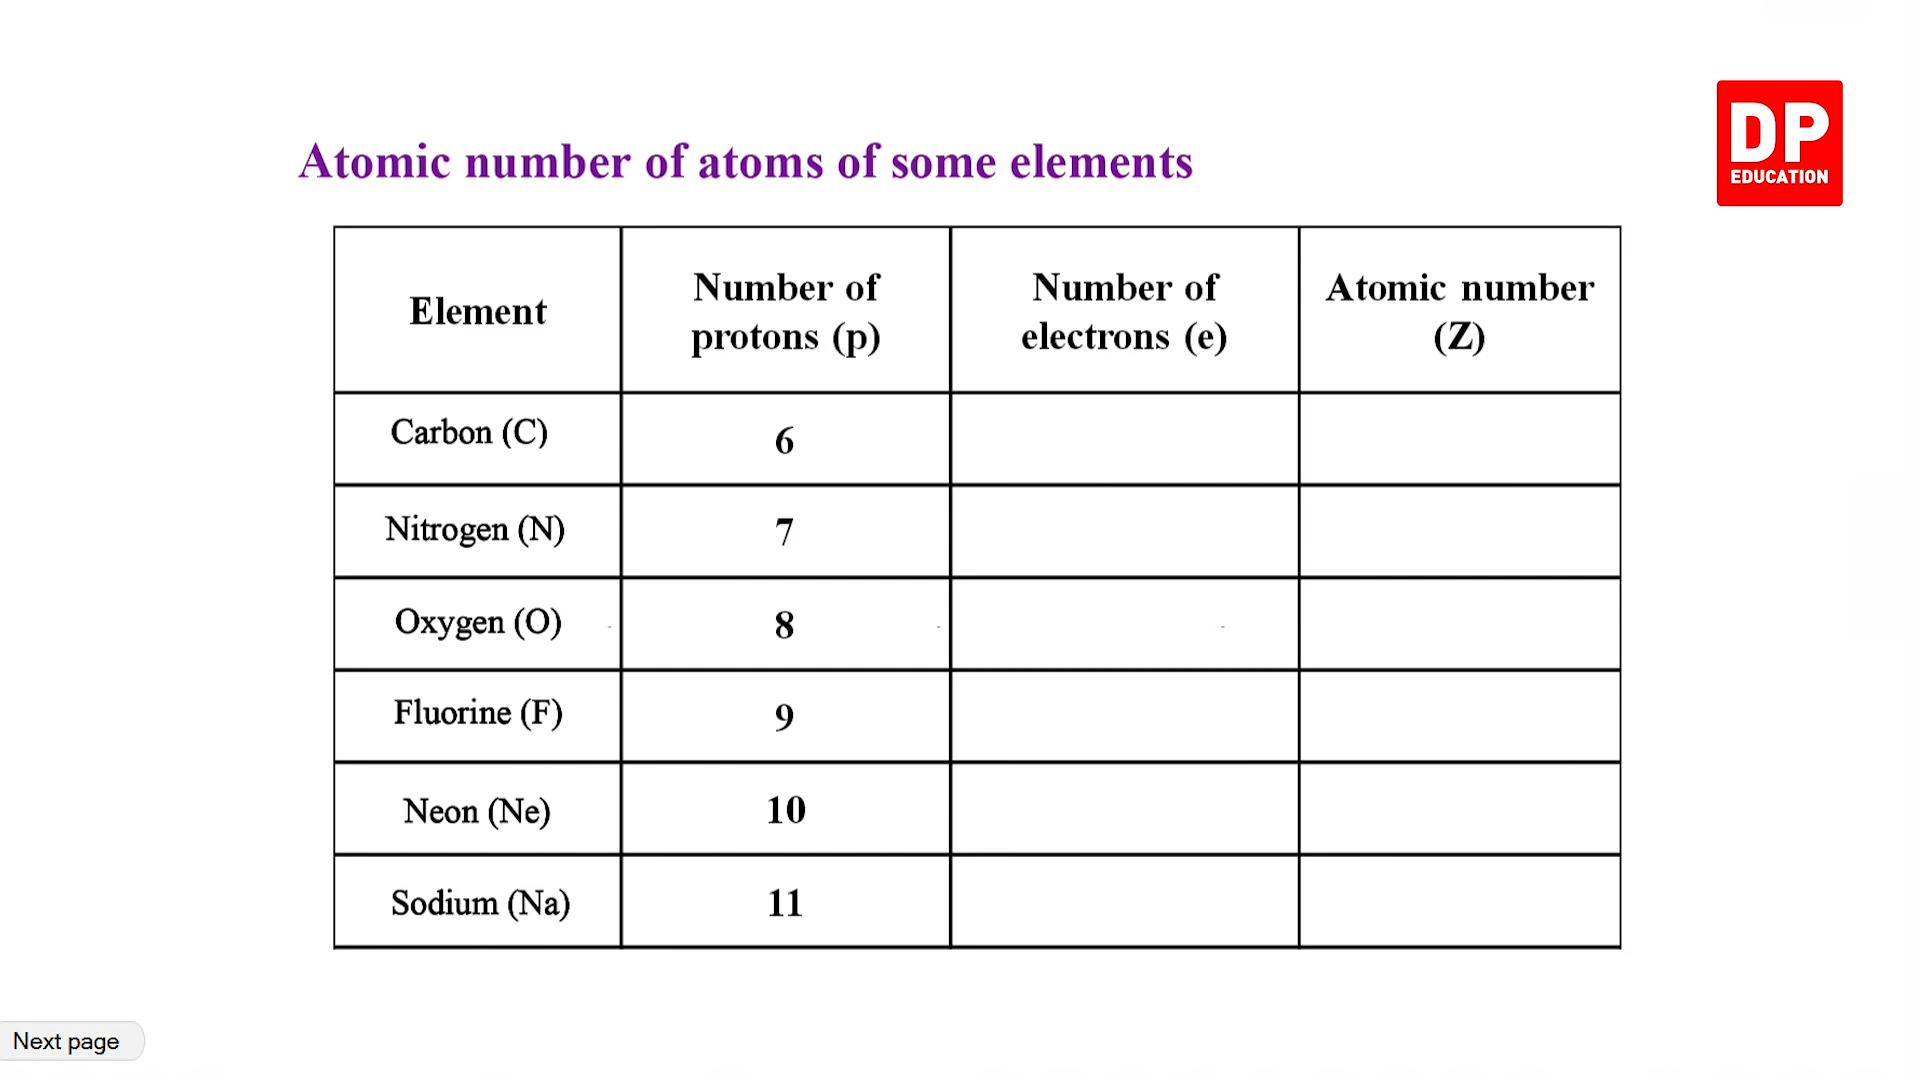 DP
EDUCATION
Atomic number of atoms of some elements
Element
Number of
protons (p)
Number of
electrons (e)
Atomic number
(Z)
Carbon (C)
6
Nitrogen (N)
7
Oxygen (O)
8
Fluorine (F)
9
Neon (Ne)
10
Sodium (Na)
11
Next page